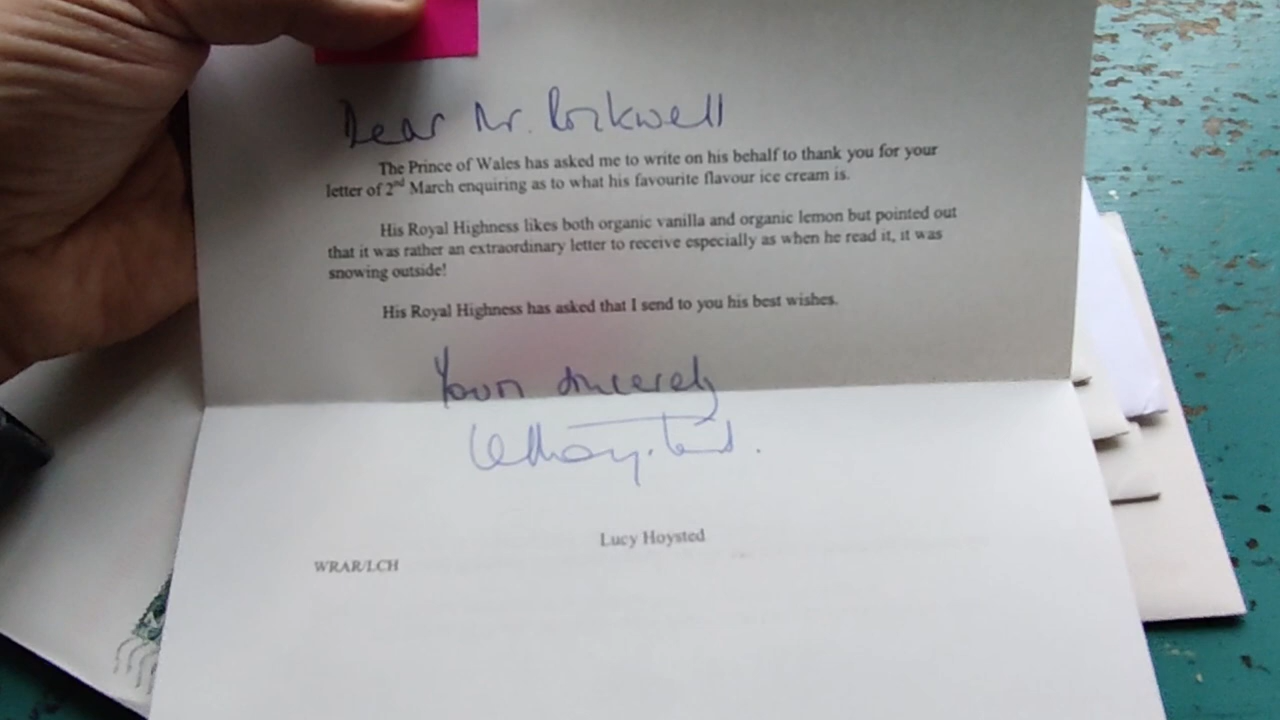 Dear Mr. Rockwell
The Prince of Wales has asked me to write on his behalf to thank you for your
letter of 2nd March enquiring as to what his favourite flavour ice cream is.
His Royal Highness likes both organic vanilla and organic lemon but pointed out
that it was rather an extraordinary letter to receive especially as when he read it, it was
snowing outside!
His Royal Highness has asked that I send to you his best wishes.
Yours sincerely
Lucy Hoysted
WRAR/LCH